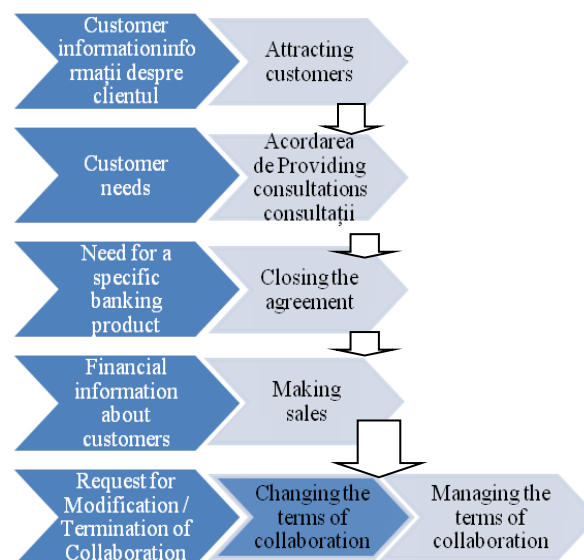 Customer
informationinfo
rmații despre
clientul
Attracting
customers
Customer
needs
Acordarea
de Providing
consultations
consultații
Need for a
specific
banking
product
Closing the
agreement
Financial
information
about
customers
Making
sales
Request for
Modification /
Termination of
Collaboration
Changing the
terms of
collaboration
Managing the
terms of
collaboration